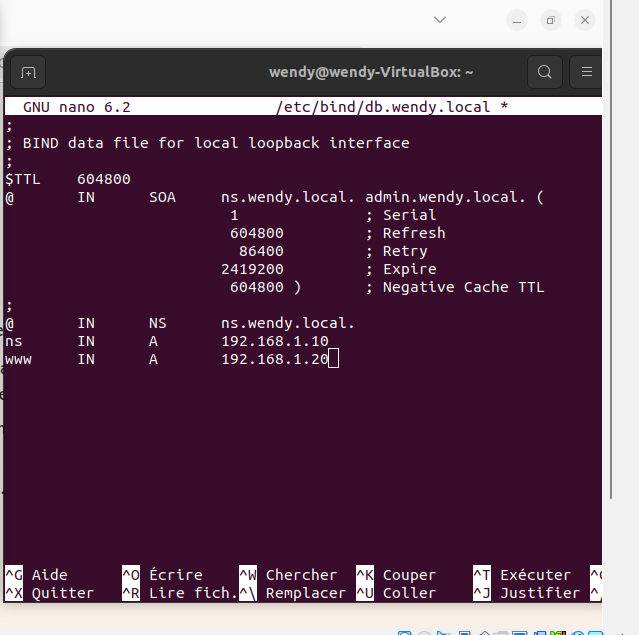 wendy@wendy-VirtualBox: ~
GNU nano 6.2 /etc/bind/db.wendy.local *
;
; BIND data file for local loopback interface
;
$TTL 604800
@ IN SOA ns.wendy.local. admin.wendy.local. (
1 ; Serial
604800 ; Refresh
86400 ; Retry
2419200 ; Expire
604800 ) ; Negative Cache TTL
;
@ IN NS ns.wendy.local.
ns IN A 192.168.1.10
www IN A 192.168.1.20
^G Aide ^O Écrire ^W Chercher ^K Couper ^T Exécuter
^X Quitter ^R Lire fich. ^\ Remplacer ^U Coller ^J Justifier